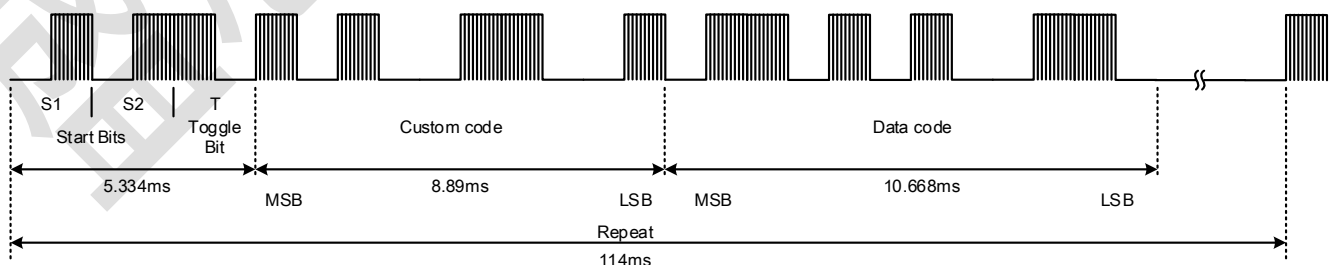 S1 S2 T
Start Bits Toggle Bit Custom code Data code
5.334ms 8.89ms 10.668ms
MSB LSB MSB LSB
Repeat
114ms